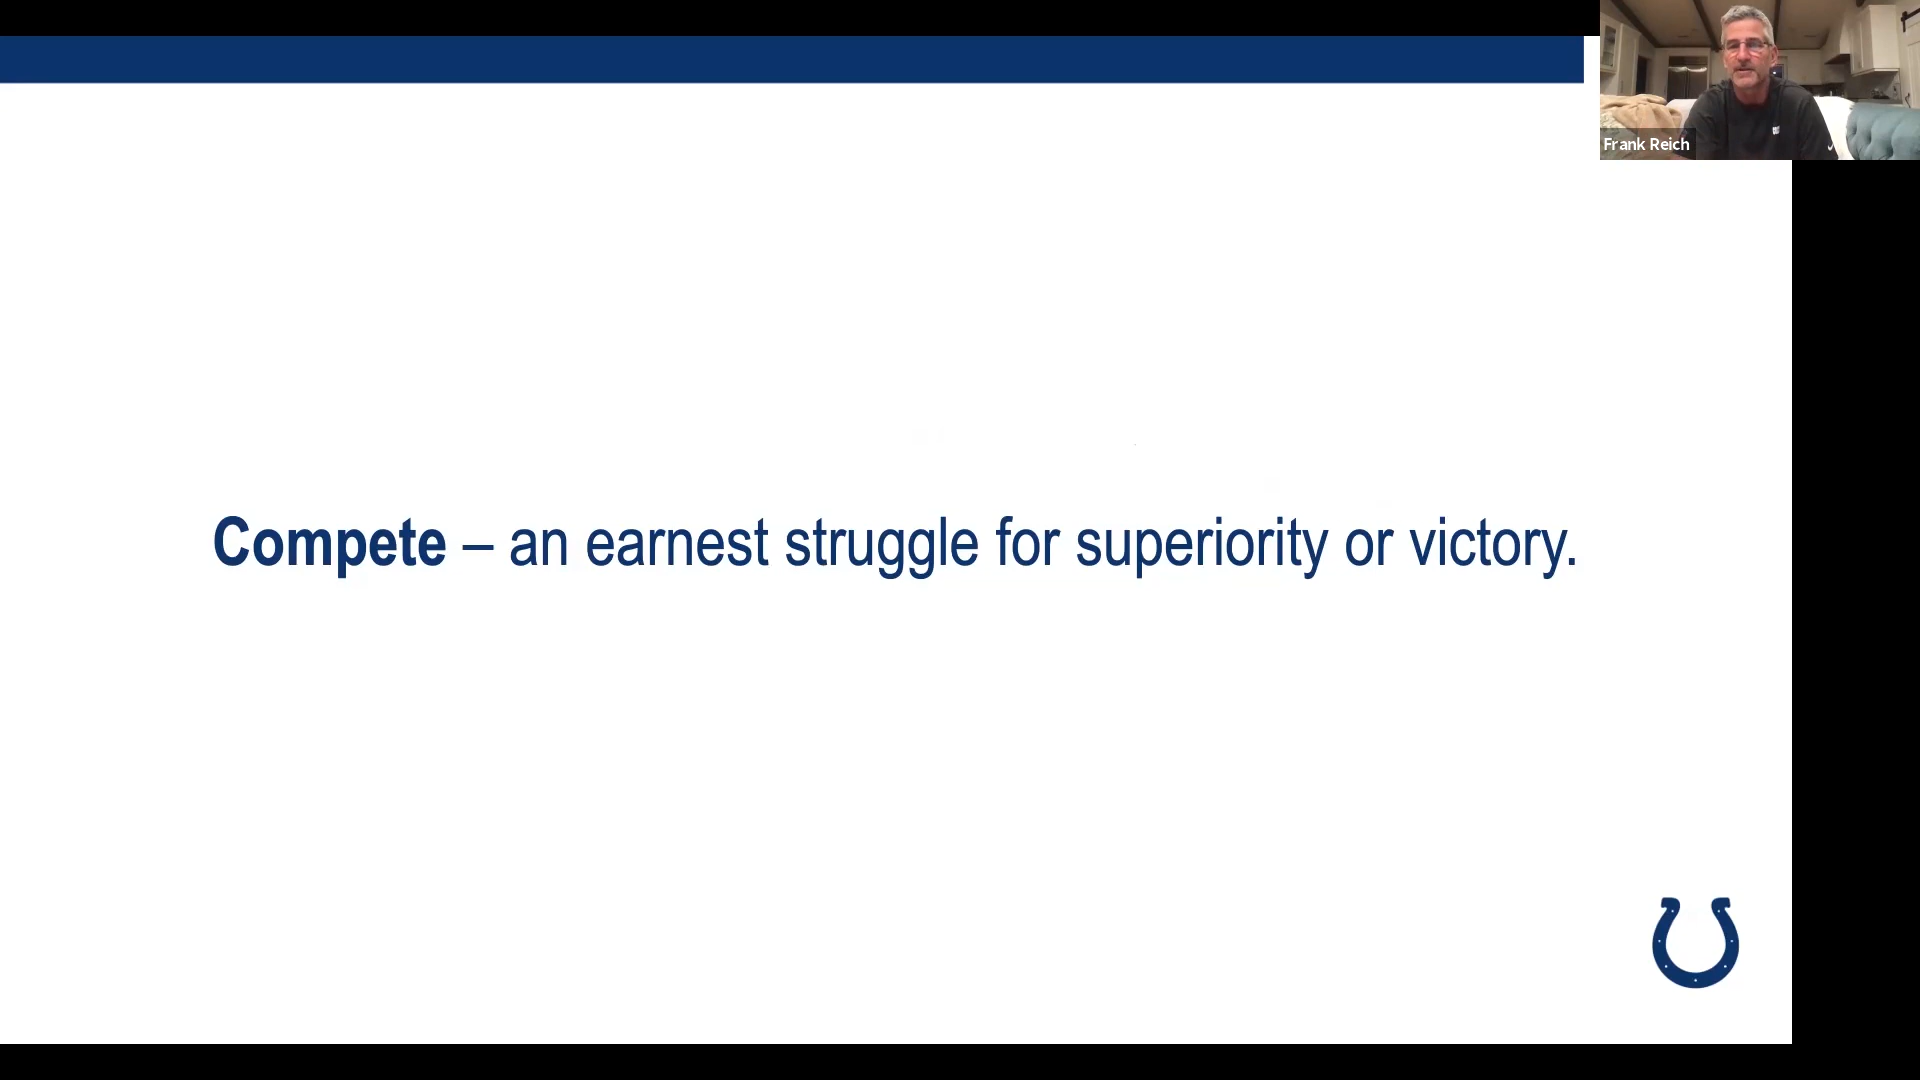 Frank Reich
Compete – an earnest struggle for superiority or victory.